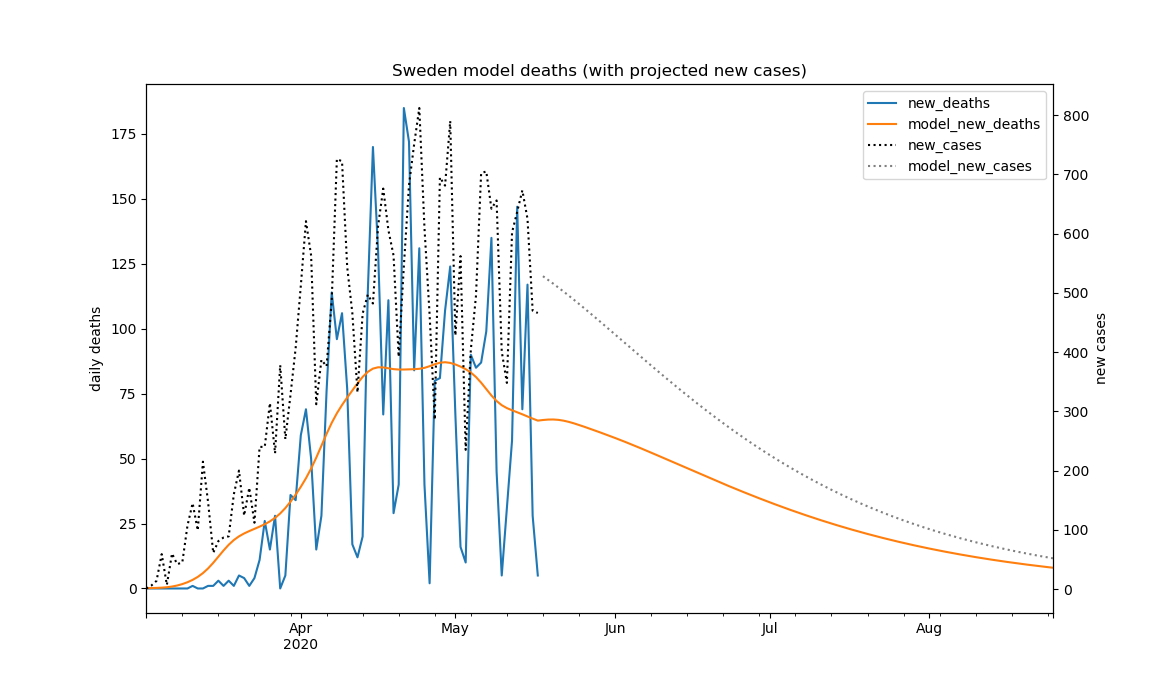 Sweden model deaths (with projected new cases)
new_deaths
model_new_deaths
new_cases
model_new_cases
daily deaths
175
150
125
100
75
50
25
0
800
700
600
500
400
300
200
100
0
new cases
Apr
2020
May
Jun
Jul
Aug